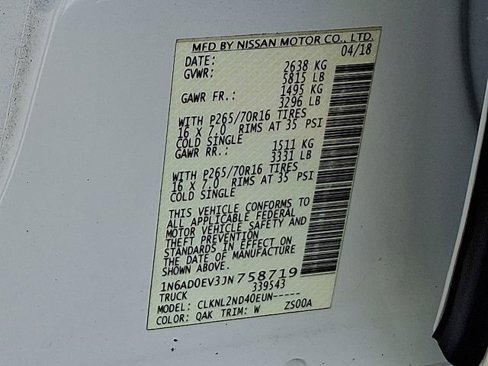 MFD BY NISSAN MOTOR CO., LTD.
DATE: 04/18
GVWR: 2638 KG
5815 LB
GAWR FR.: 1495 KG
3296 LB
WITH P265/70R16 TIRES
16 X 7.0 RIMS AT 35 PSI
COLD SINGLE
GAWR RR.: 1511 KG
3331 LB
WITH P265/70R16 TIRES
16 X 7.0 RIMS AT 35 PSI
COLD SINGLE
THIS VEHICLE CONFORMS TO
ALL APPLICABLE FEDERAL
MOTOR VEHICLE SAFETY AND
THEFT PREVENTION
STANDARDS IN EFFECT ON
THE DATE OF MANUFACTURE
SHOWN ABOVE.
1N6AD0EV3JN758719
TRUCK 339543
MODEL: CLKNL2ND40EUN-----
COLOR: QAK TRIM: W ZS00A